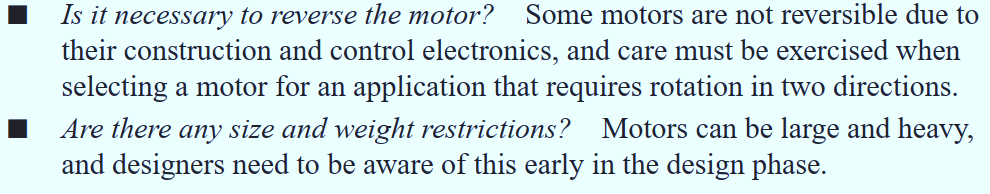 ■ Is it necessary to reverse the motor? Some motors are not reversible due to
their construction and control electronics, and care must be exercised when
selecting a motor for an application that requires rotation in two directions.
■ Are there any size and weight restrictions? Motors can be large and heavy,
and designers need to be aware of this early in the design phase.